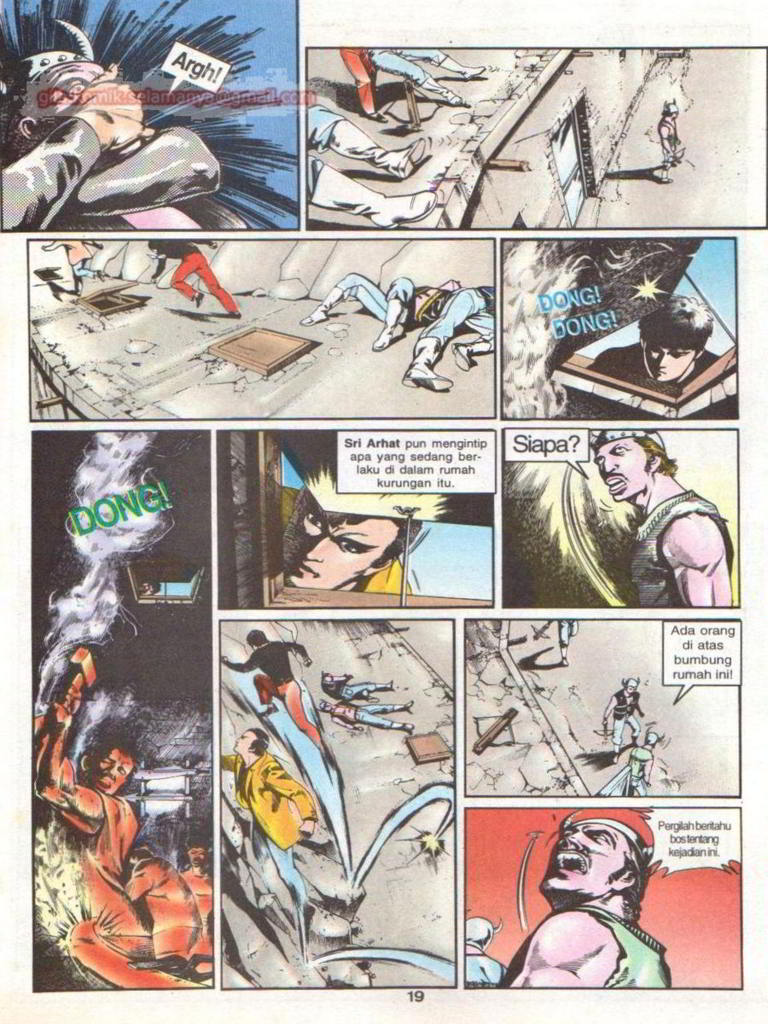 Argh!
DONG!
DONG!
DONG!
Sri Arhat pun mengintip
apa yang sedang ber-
laku di dalam rumah
kurungan itu.
Siapa?
Ada orang
di atas
bumbung
rumah ini!
Pergilah beritahu
bos tentang
kejadian ini.
19